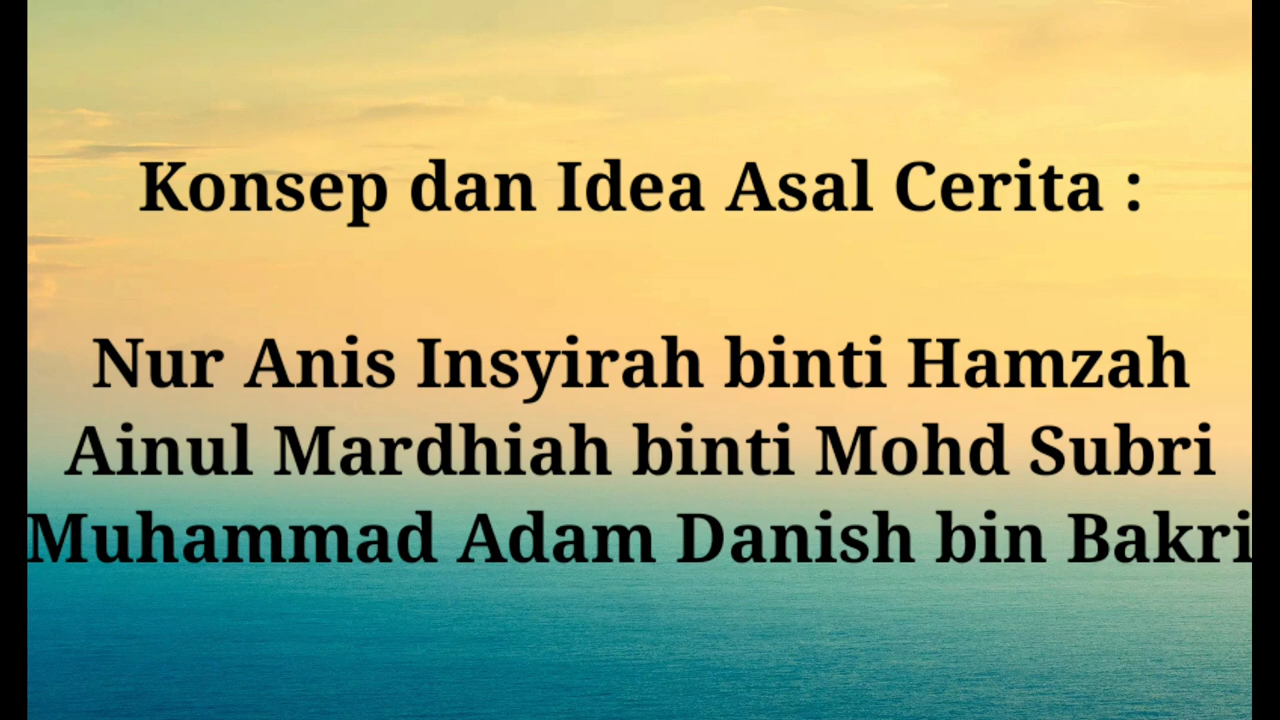 Konsep dan Idea Asal Cerita :
Nur Anis Insyirah binti Hamzah
Ainul Mardhiah binti Mohd Subri
Muhammad Adam Danish bin Bakri